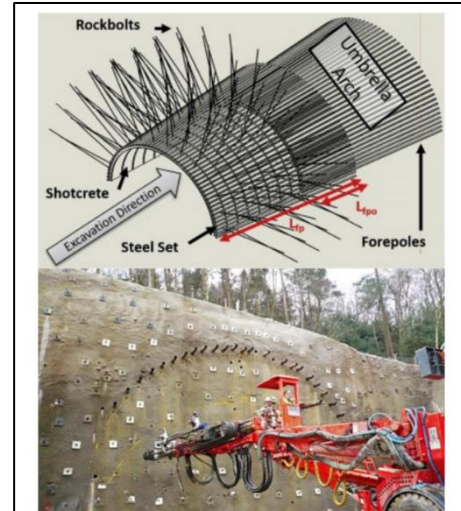 Rockbolts
Umbrella
Arch
Shotcrete
Excavation Direction
Steel Set
Lfp
Lfpo
Forepoles